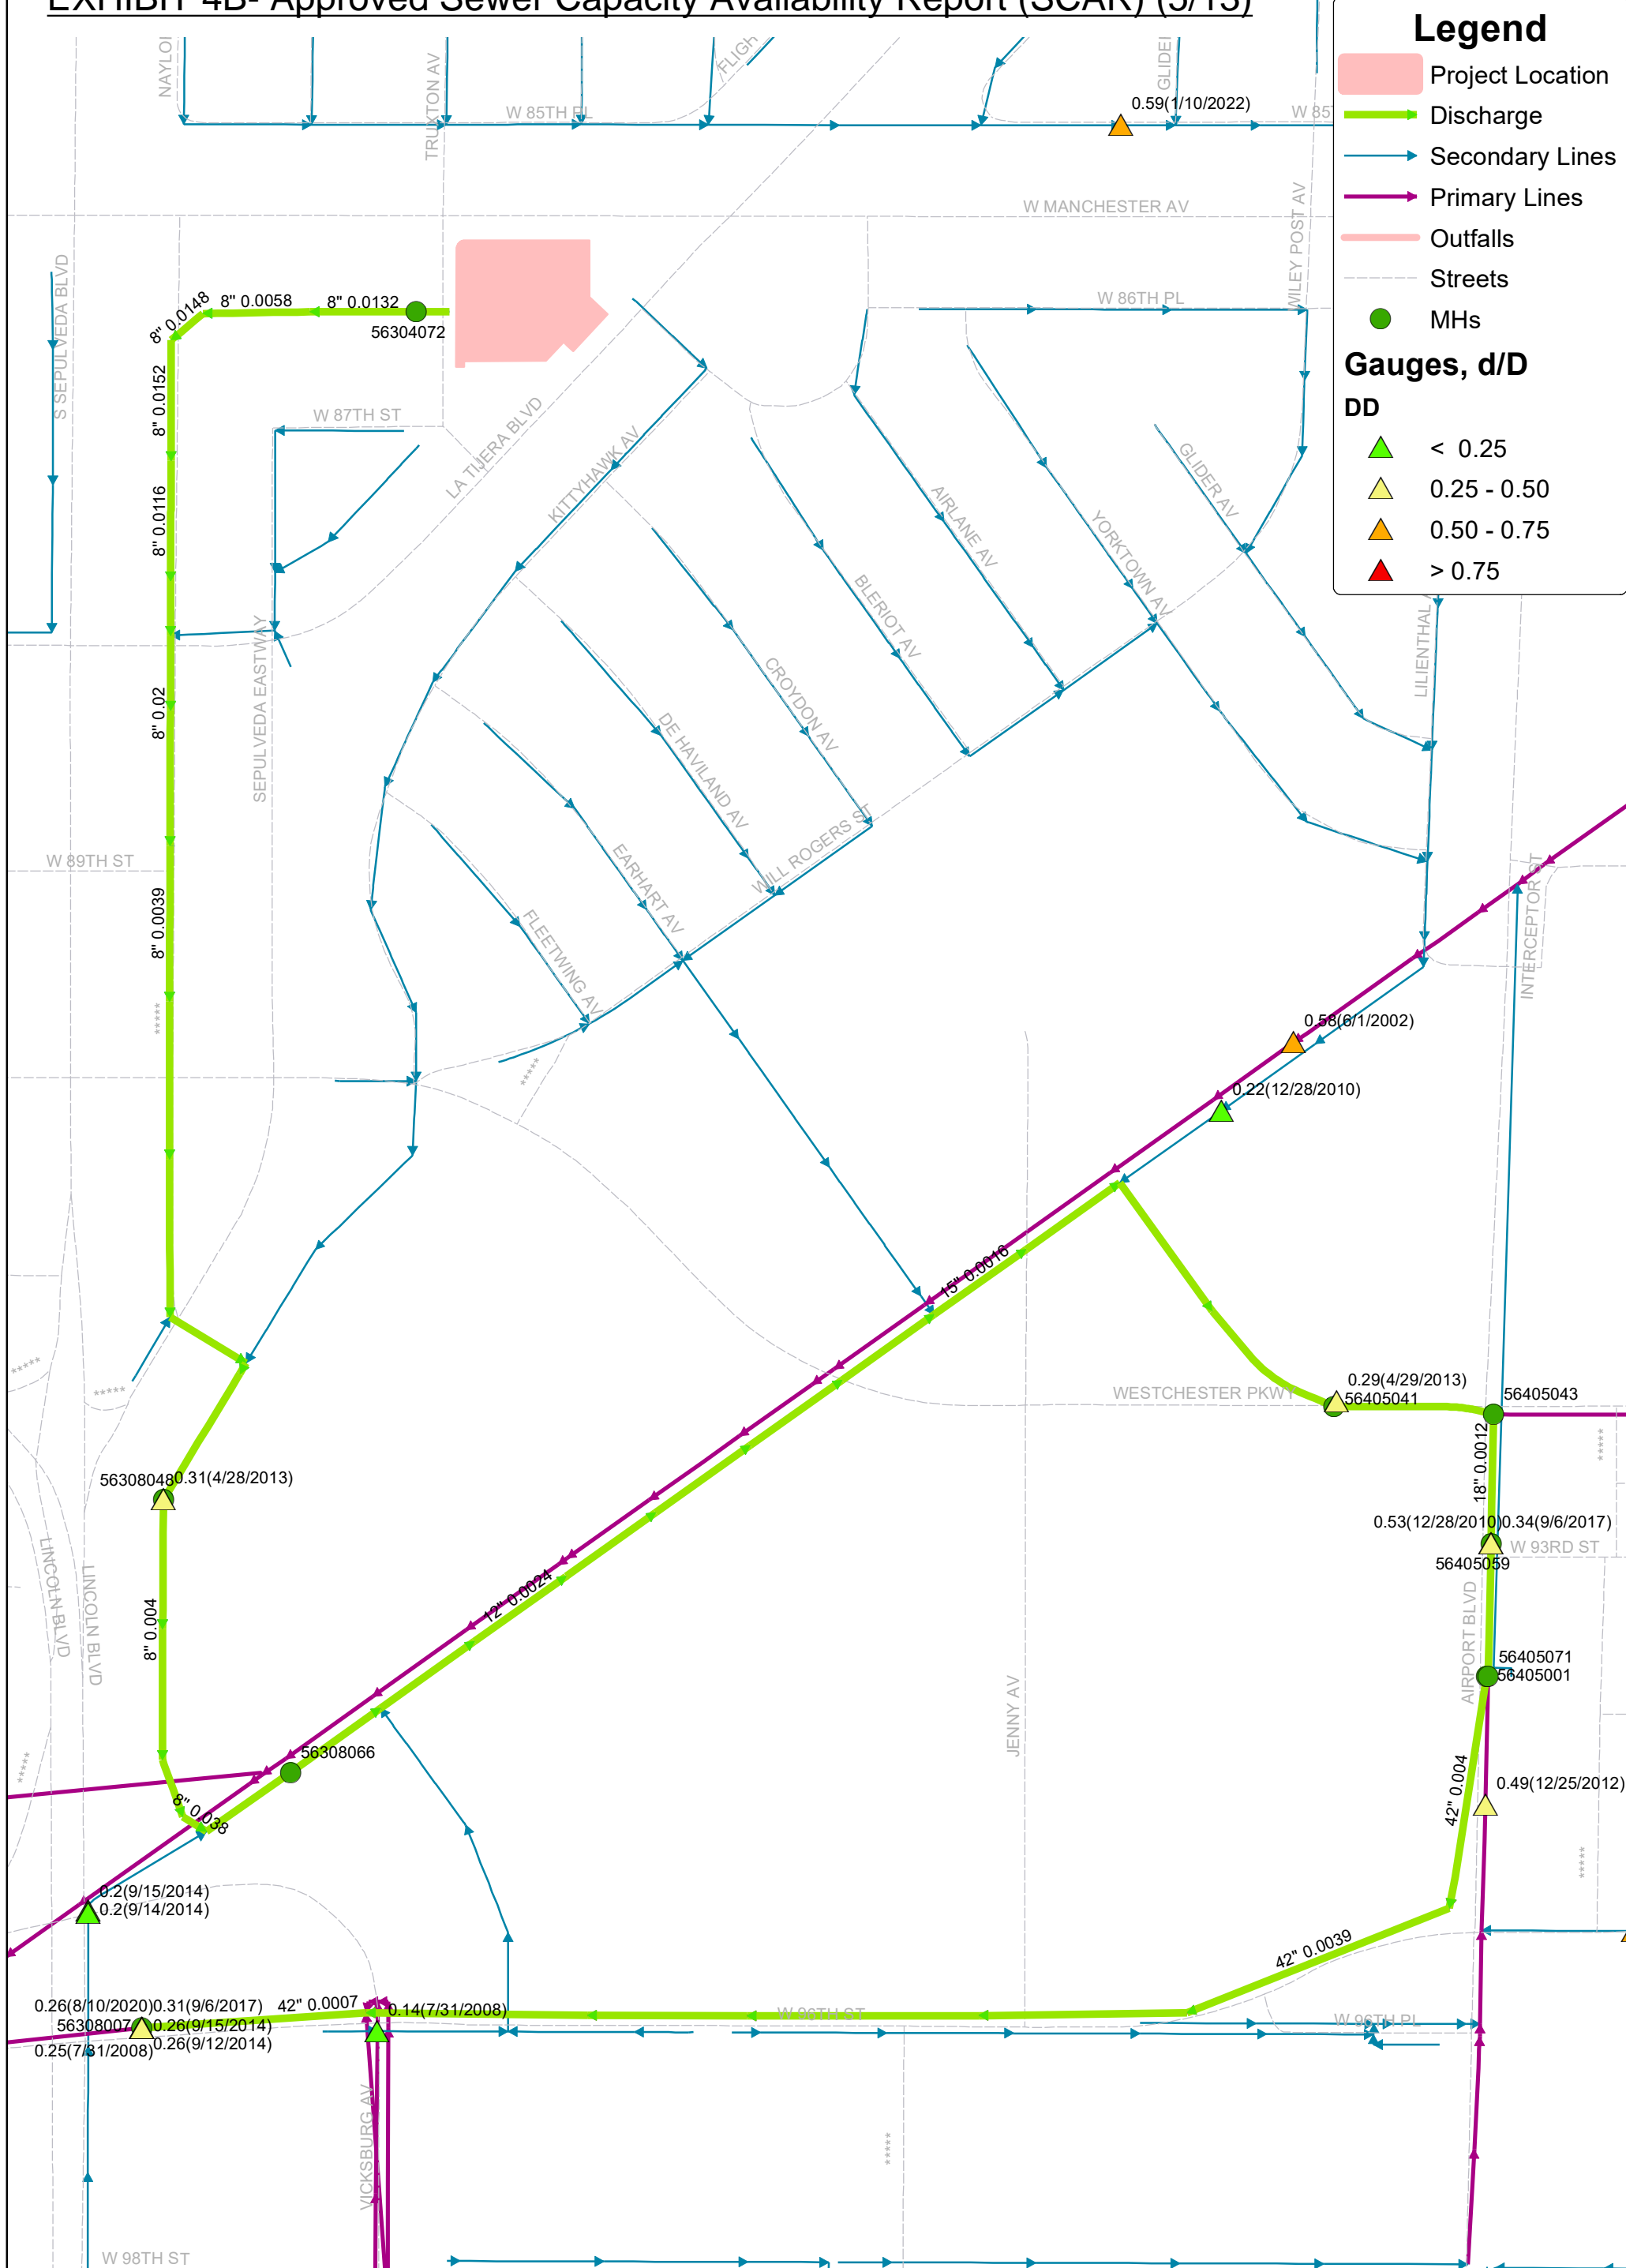 EXHIBIT 4B- Approved Sewer Capacity Availability Report (SCAR) (5/13)
Legend
Project Location
Discharge
Secondary Lines
Primary Lines
Outfalls
Streets
MHs
Gauges, d/D
DD
< 0.25
0.25 - 0.50
0.50 - 0.75
> 0.75
TRUXTON AV
W 85TH PL
0.59(1/10/2022)
W 85
W MANCHESTER AV
WILEY POST AV
S SEPULVEDA BLVD
8" 0.0148
8" 0.0058
8" 0.0132
56304072
W 86TH PL
8" 0.0152
W 87TH ST
LA TIJERA BLVD
KITTYHAWK AV
8" 0.0116
AIRLANE AV
YORKTOWN AV
GLIDER AV
BLERIOT AV
SEPULVEDA EASTWAY
CROYDON AV
DE HAVILAND AV
LILIENTHAL
8" 0.02
W 89TH ST
8" 0.0039
EARHART AV
WILL ROGERS ST
FLEETWING AV
INTERCEPTOR ST
*****
*****
0.58(6/1/2002)
0.22(12/28/2010)
15" 0.0016
*****
*****
WESTCHESTER PKWY
0.29(4/29/2013)
56405041
56405043
*****
18" 0.0012
56308048
0.31(4/28/2013)
0.53(12/28/2010)
0.34(9/6/2017)
W 93RD ST
56405059
LINCOLN BLVD
LINCOLN BLVD
8" 0.004
12" 0.0024
AIRPORT BLVD
56405071
56405001
JENNY AV
*****
56308066
8" 0.038
42" 0.004
0.49(12/25/2012)
*****
0.2(9/15/2014)
0.2(9/14/2014)
42" 0.0039
0.26(8/10/2020)
0.31(9/6/2017)
42" 0.0007
0.14(7/31/2008)
W 96TH ST
W 96TH PL
56308007
0.26(9/15/2014)
0.25(7/31/2008)
0.26(9/12/2014)
VICKSBURG AV
*****
W 98TH ST